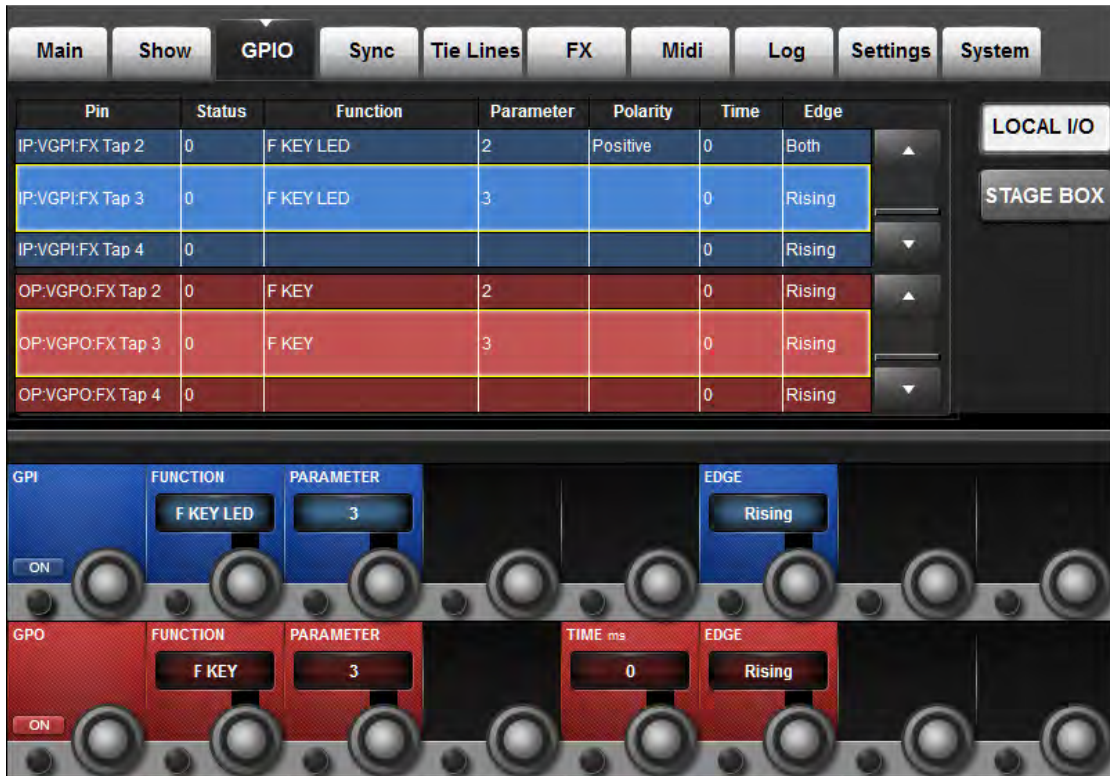 Main Show GPIO Sync Tie Lines FX Midi Log Settings System
Pin Status Function Parameter Polarity Time Edge
LOCAL I/O
IP:VGPI:FX Tap 2 0 F KEY LED 2 Positive 0 Both
IP:VGPI:FX Tap 3 0 F KEY LED 3 0 Rising
STAGE BOX
IP:VGPI:FX Tap 4 0 0 Rising
OP:VGPO:FX Tap 2 0 F KEY 2 0 Rising
OP:VGPO:FX Tap 3 0 F KEY 3 0 Rising
OP:VGPO:FX Tap 4 0 0 Rising
GPI FUNCTION PARAMETER EDGE
F KEY LED 3 Rising
ON
GPO FUNCTION PARAMETER TIME ms EDGE
F KEY 3 0 Rising
ON